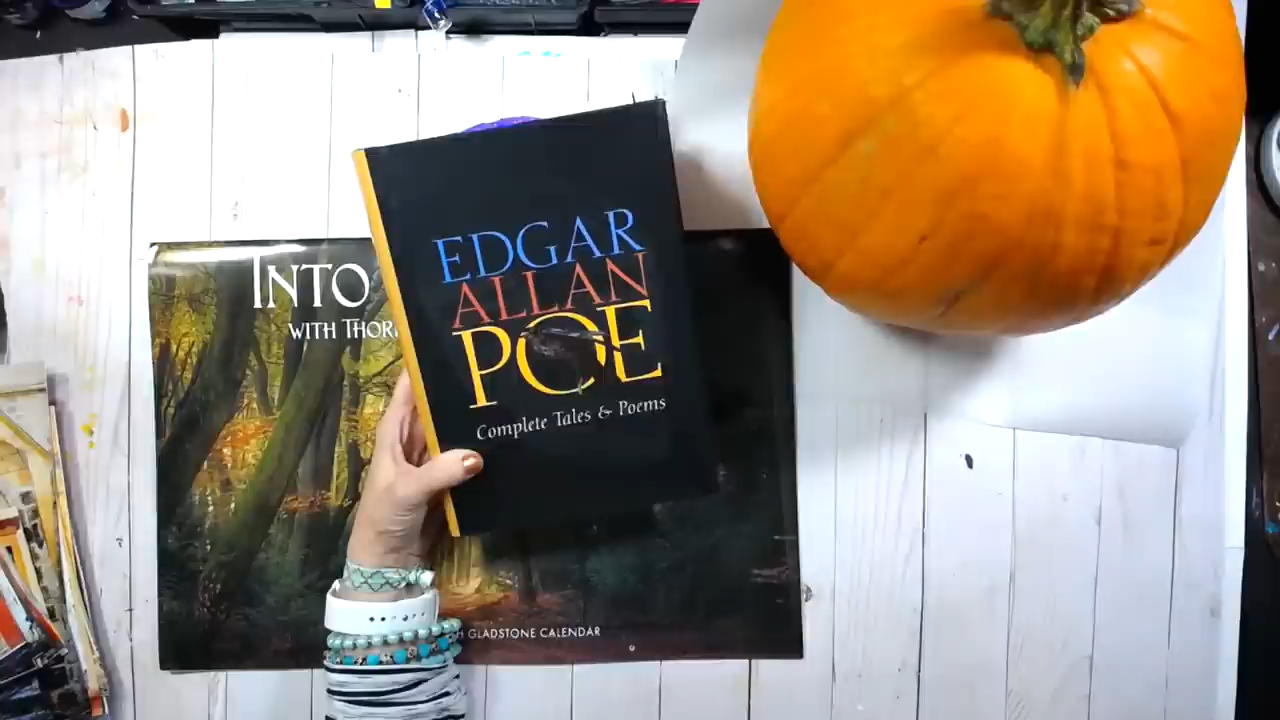 INTO
WITH THOR
EDGAR
ALLAN
POE
Complete Tales & Poems
H GLADSTONE CALENDAR